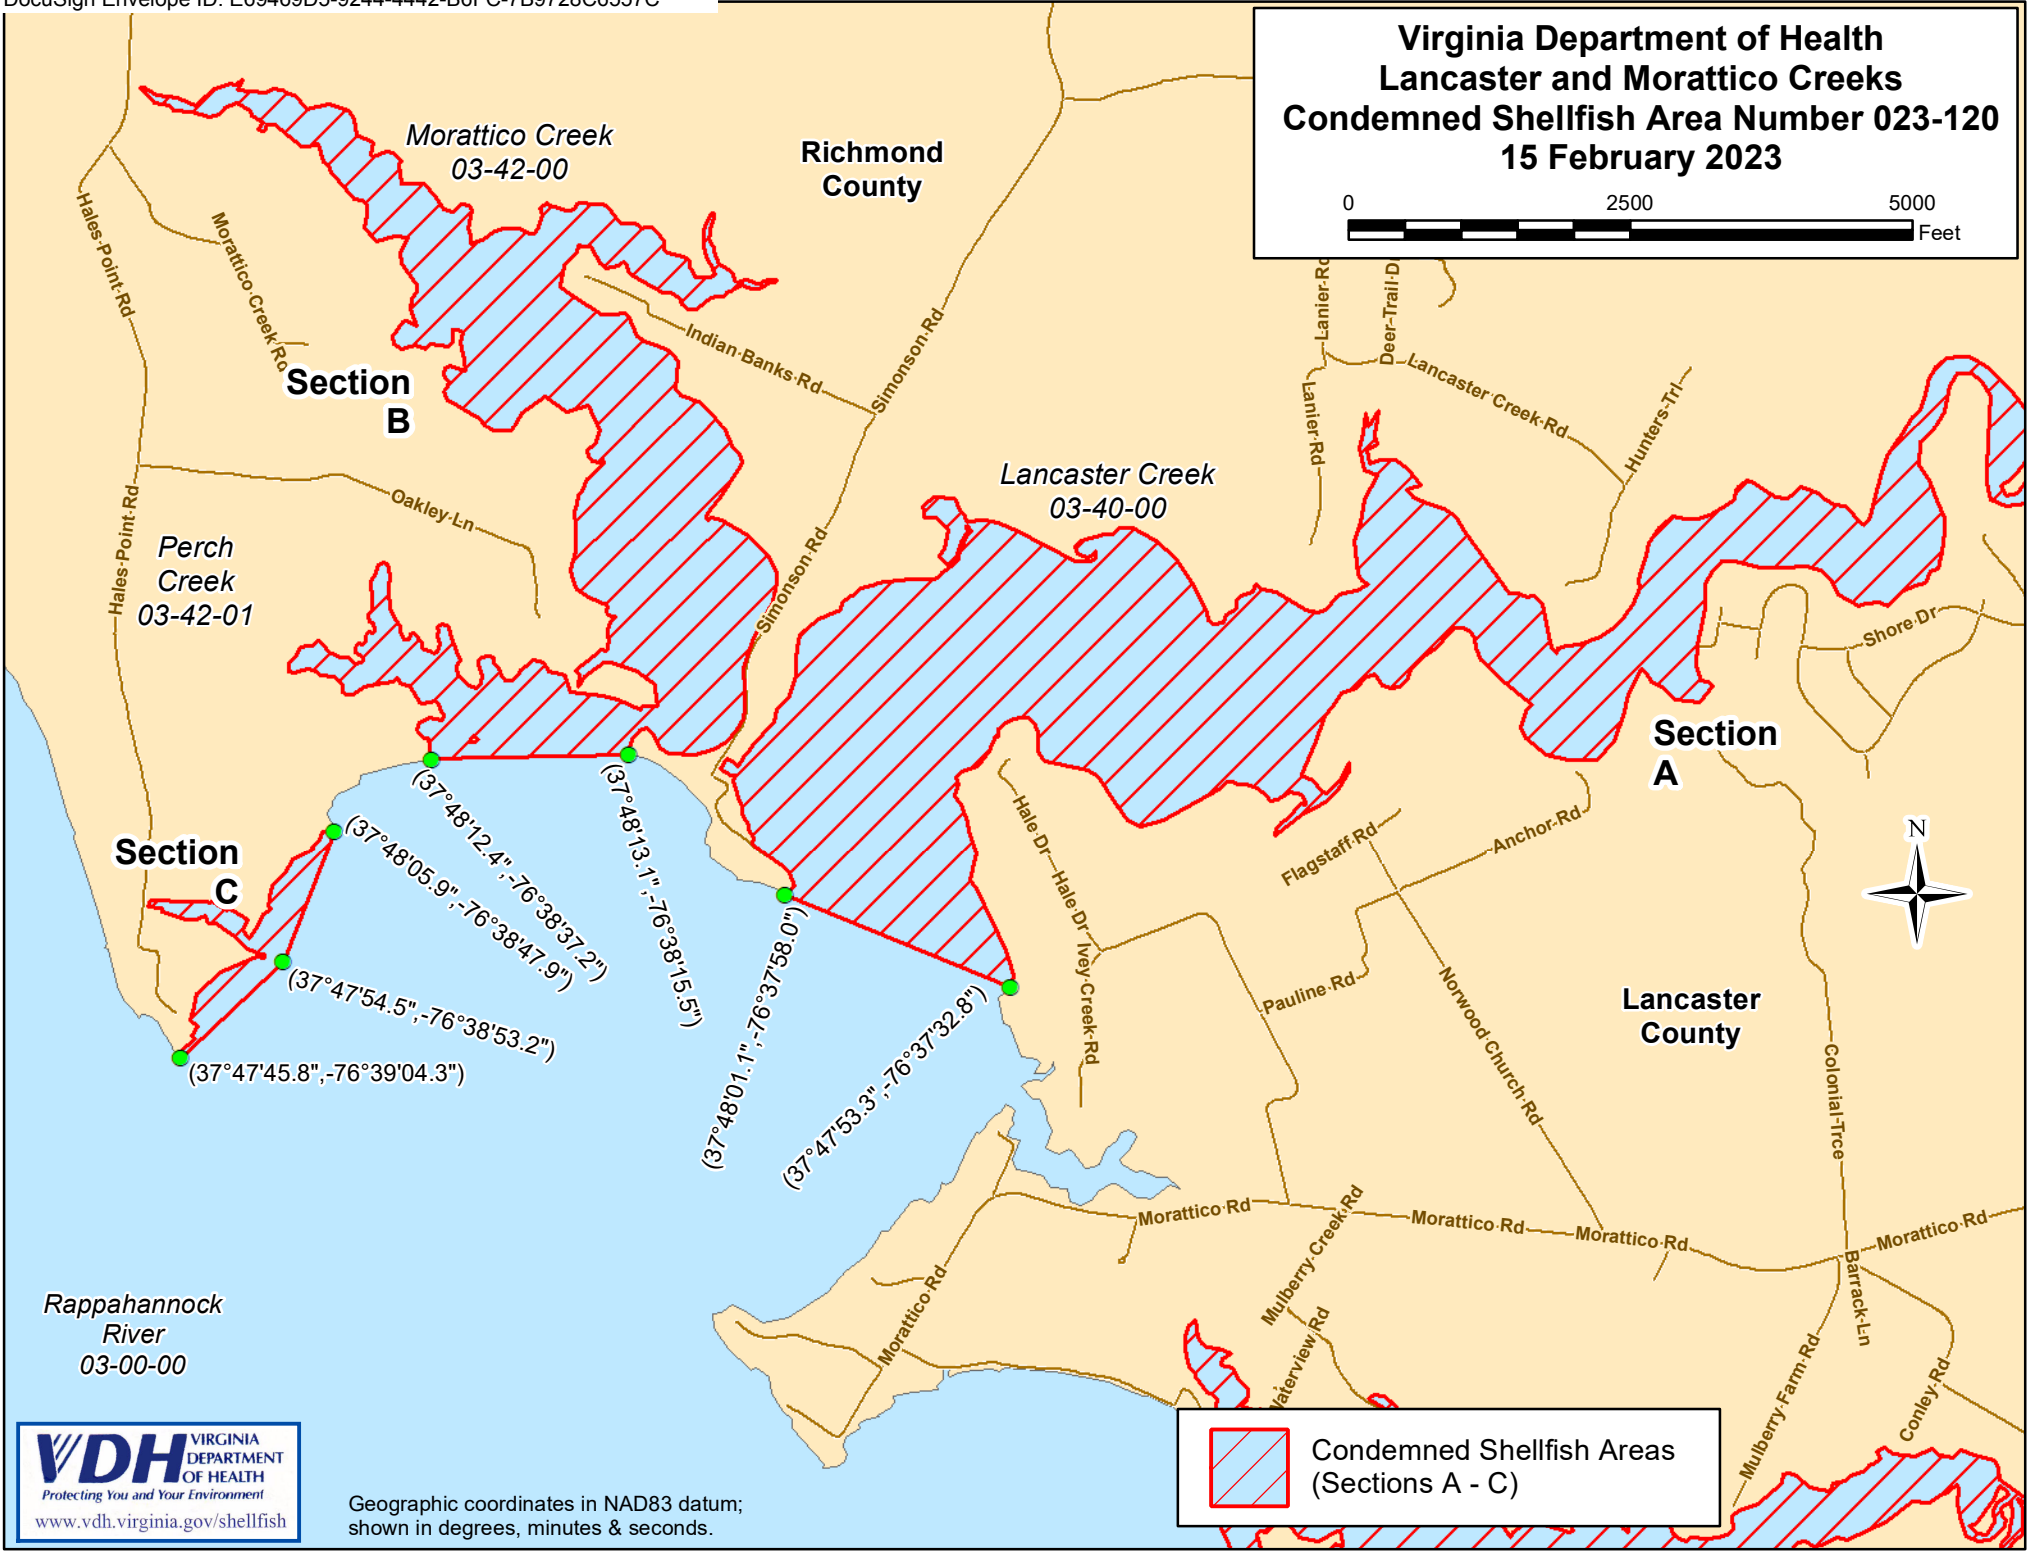 Virginia Department of Health
Lancaster and Morattico Creeks
Condemned Shellfish Area Number 023-120
15 February 2023
0 2500 5000
Feet
Morattico Creek
03-42-00
Richmond
County
Hales Point Rd
Morattico Creek Rd
Indian Banks Rd
Simonson Rd
Lanier Rd
Deer Trail Dr
Lancaster Creek Rd
Lanier Rd
Hunters Trl
Section
B
Lancaster Creek
03-40-00
Oakley Ln
Hales Point Rd
Perch
Creek
03-42-01
Simonson Rd
Shore Dr
Section
A
(37°48'12.4",-76°38'37.2")
(37°48'13.1",-76°38'15.5")
(37°48'05.9",-76°38'47.9")
Section
C
(37°47'54.5",-76°38'53.2")
(37°47'45.8",-76°39'04.3")
(37°48'01.1",-76°37'58.0")
(37°47'53.3",-76°37'32.8")
Hale Dr
Hale Dr
Ivey Creek Rd
Flagstaff Rd
Anchor Rd
N
Pauline Rd
Norwood Church Rd
Lancaster
County
Colonial Trce
Morattico Rd
Morattico Rd
Morattico Rd
Morattico Rd
Mulberry Creek Rd
Barrack Ln
Morattico Rd
Waterview Rd
Mulberry Farm Rd
Conley Rd
Rappahannock
River
03-00-00
VDH
VIRGINIA
DEPARTMENT
OF HEALTH
Protecting You and Your Environment
www.vdh.virginia.gov/shellfish
Geographic coordinates in NAD83 datum;
shown in degrees, minutes & seconds.
Condemned Shellfish Areas
(Sections A - C)